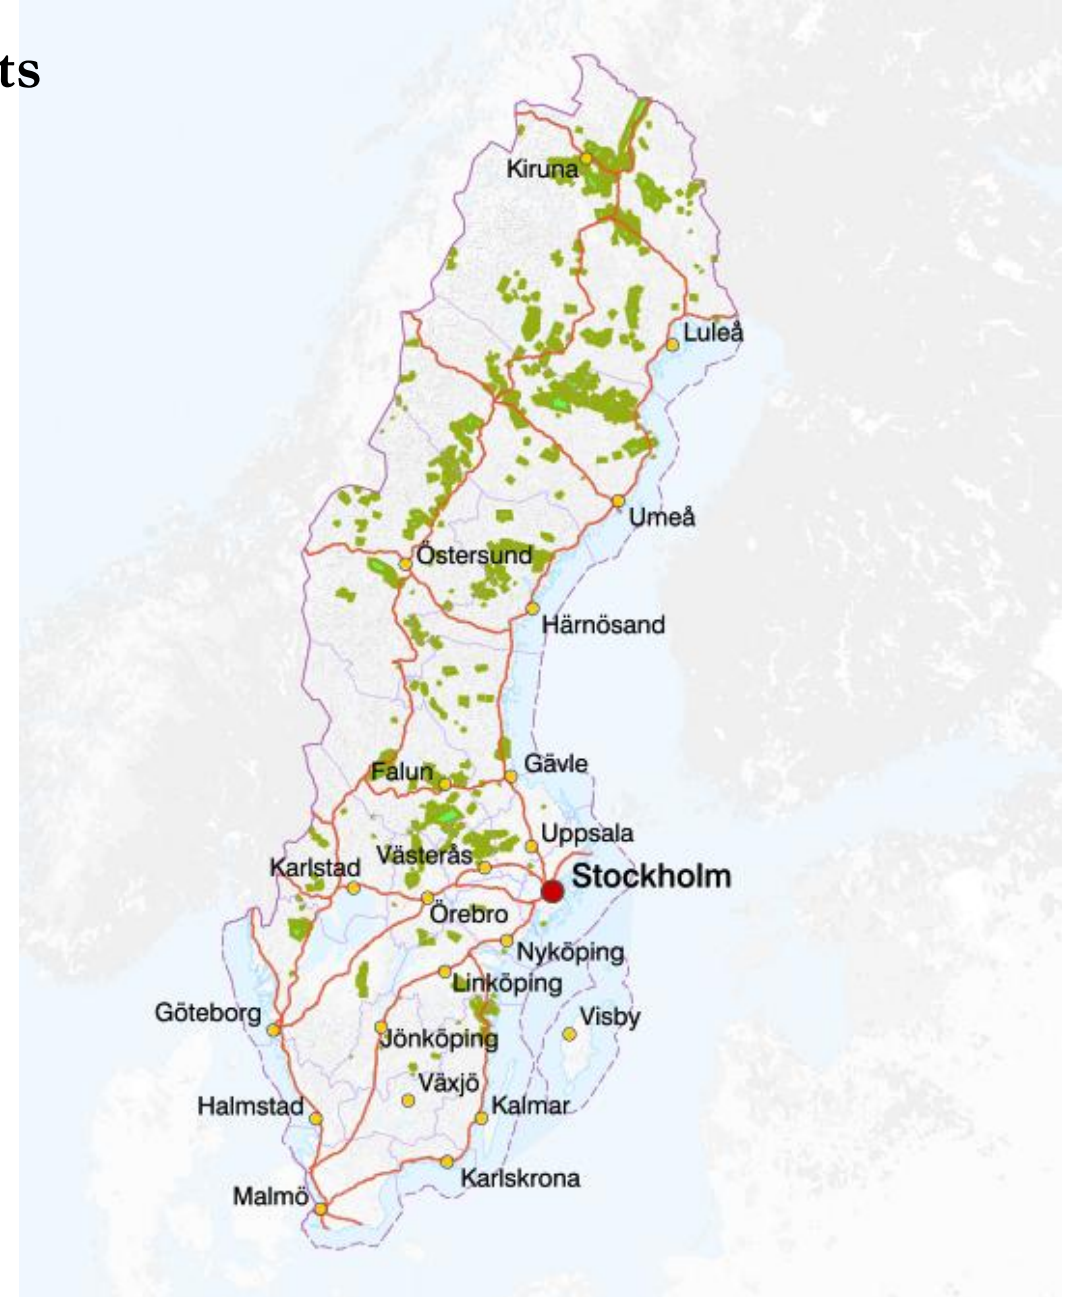 ts
Kiruna
Luleå
Umeå
Östersund
Härnösand
Falun
Gävle
Uppsala
Västerås
Karlstad
Stockholm
Örebro
Nyköping
Linköping
Göteborg
Visby
Jönköping
Växjö
Halmstad
Kalmar
Karlskrona
Malmö